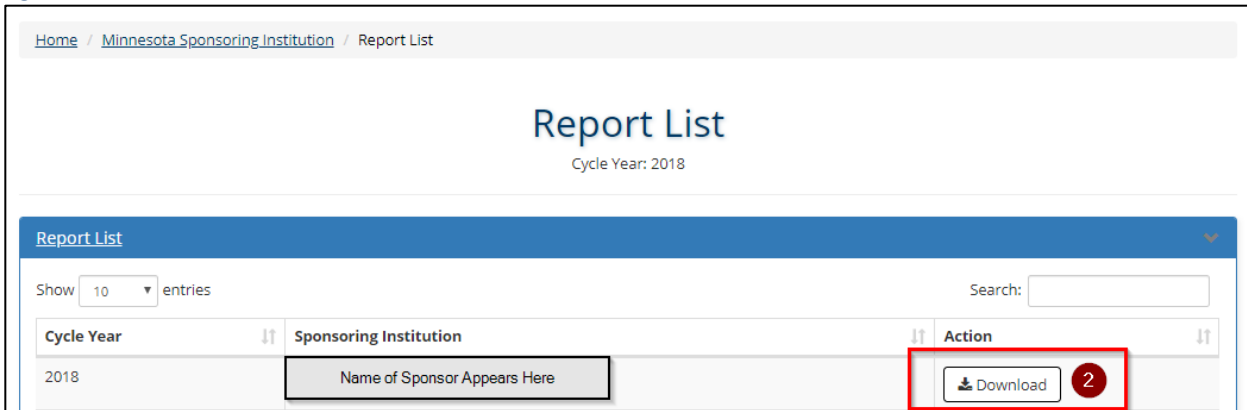 Home / Minnesota Sponsoring Institution / Report List
Report List
Cycle Year: 2018
Report List
Show 10 entries Search:
Cycle Year Sponsoring Institution Action
2018 Name of Sponsor Appears Here Download 2